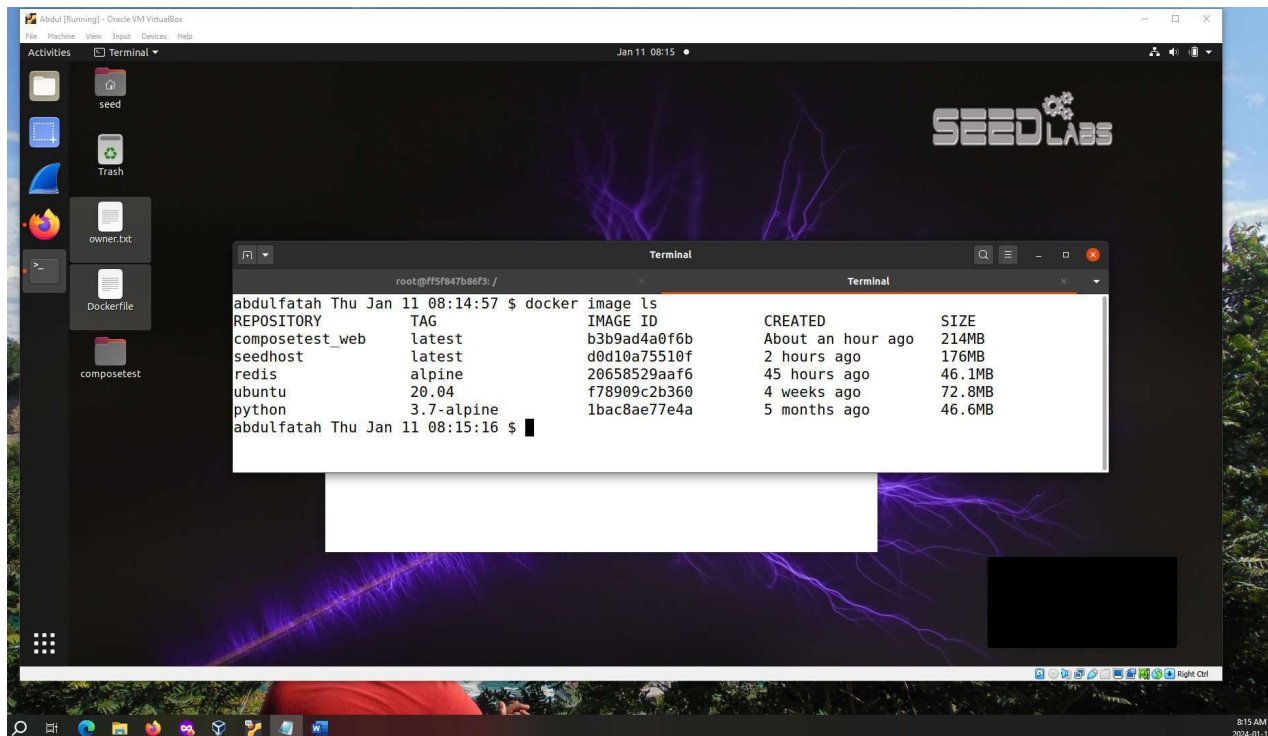 Abdul [Running] - Oracle VM VirtualBox
File Machine View Input Devices Help
Activities Terminal Jan 11 08:15
seed
Trash
owner.txt
Dockerfile
composetest
SEEDLABS
Terminal
root@ff5f847b86f3: / Terminal
abdulfatah Thu Jan 11 08:14:57 $ docker image ls
REPOSITORY TAG IMAGE ID CREATED SIZE
composetest_web latest b3b9ad4a0f6b About an hour ago 214MB
seedhost latest d0d10a75510f 2 hours ago 176MB
redis alpine 20658529aaf6 45 hours ago 46.1MB
ubuntu 20.04 f78909c2b360 4 weeks ago 72.8MB
python 3.7-alpine 1bac8ae77e4a 5 months ago 46.6MB
abdulfatah Thu Jan 11 08:15:16 $
Right Ctrl
8:15 AM
2024-01-1